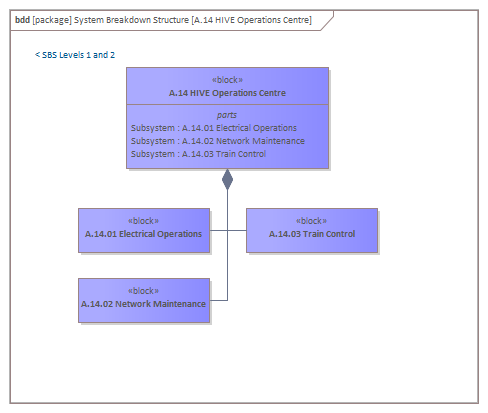 bdd [package] System Breakdown Structure [A.14 HIVE Operations Centre]
< SBS Levels 1 and 2
«block»
A.14 HIVE Operations Centre
parts
Subsystem : A.14.01 Electrical Operations
Subsystem : A.14.02 Network Maintenance
Subsystem : A.14.03 Train Control
«block»
A.14.01 Electrical Operations
«block»
A.14.03 Train Control
«block»
A.14.02 Network Maintenance